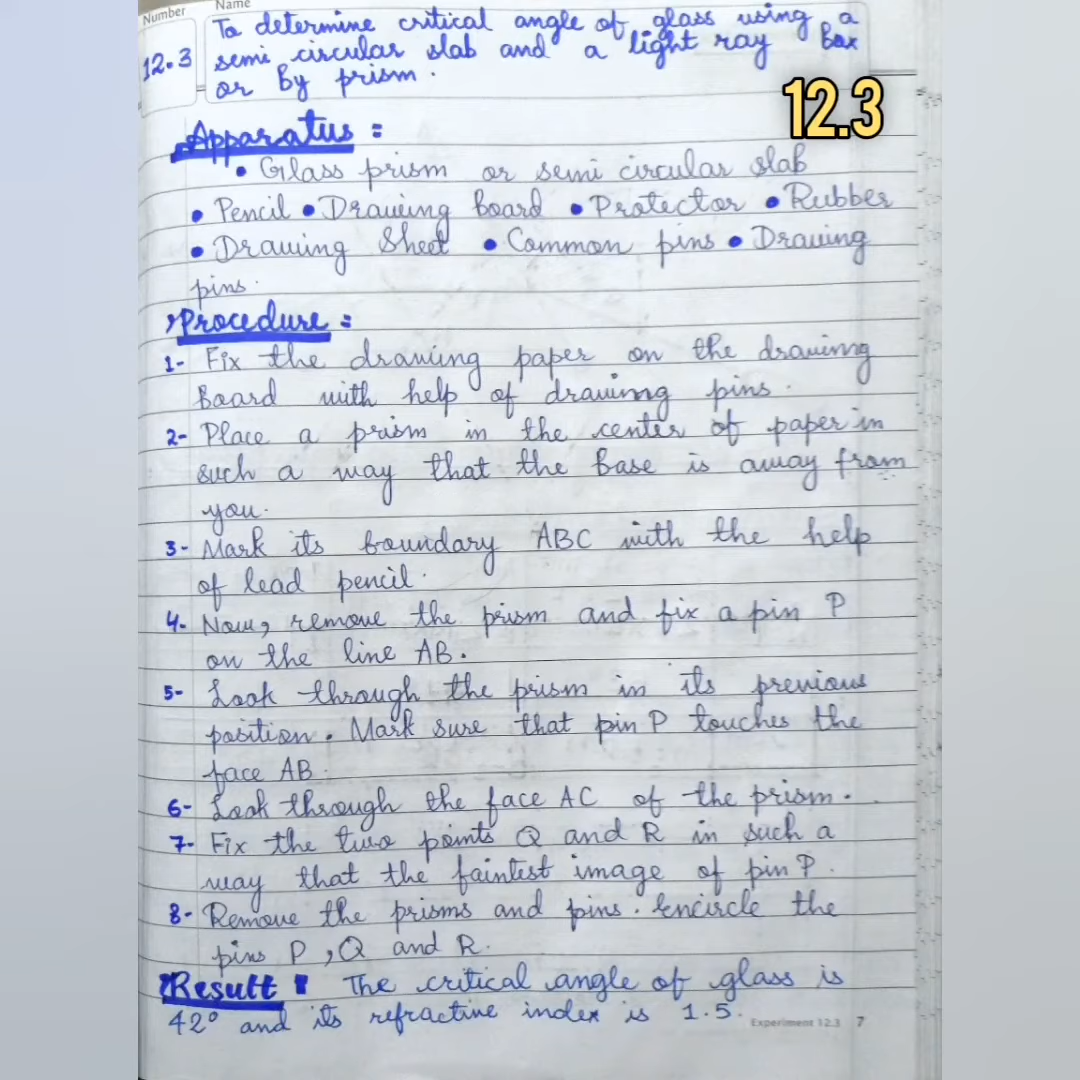 Number
Name
12.3
To determine critical angle of glass using a
semi circular slab and a light ray box
or By prism.
12.3
Apparatus :
• Glass prism or semi circular slab
• Pencil • Drawing board • Protector • Rubber
• Drawing Sheet • Common pins • Drawing
pins.
Procedure :
1- Fix the drawing paper on the drawing
Board with help of drawing pins.
2- Place a prism in the center of paper in
such a way that the Base is away from
you.
3- Mark its boundary ABC with the help
of lead pencil.
4- Now, remove the prism and fix a pin P
on the line AB.
5- Look through the prism in its previous
position. Mark sure that pin P touches the
face AB.
6- Look through the face AC of the prism.
7- Fix the two points Q and R in such a
way that the faintest image of pin P.
8- Remove the prisms and pins. Encircle the
pins P, Q and R.
Result : The critical angle of glass is
42° and its refractive index is 1.5.
Experiment 12.3 7